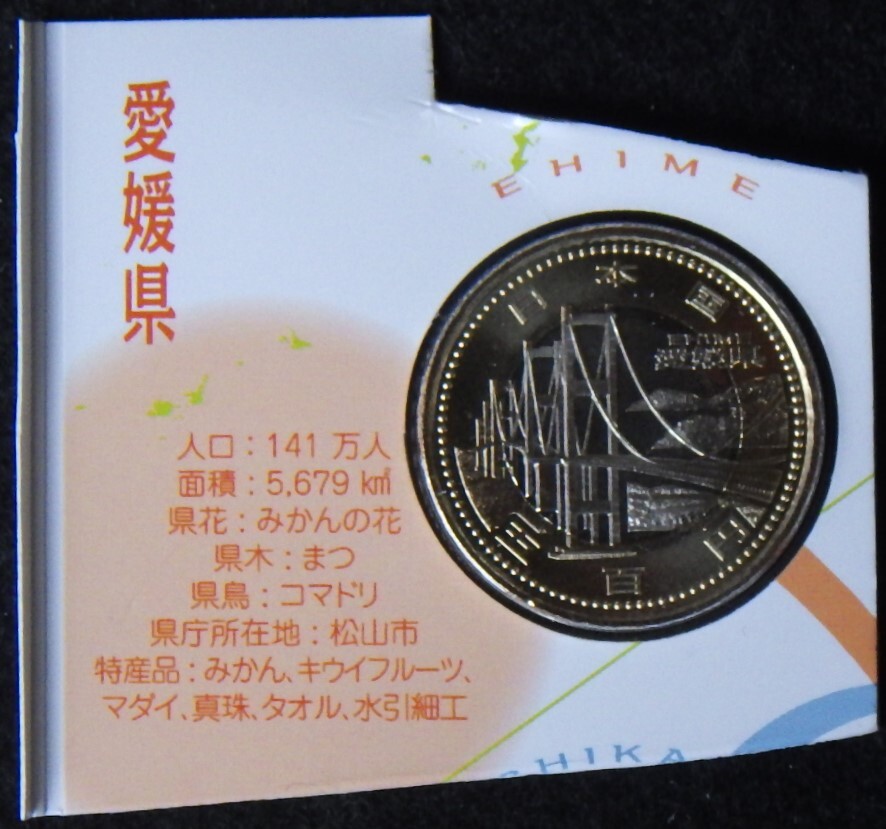 愛媛県
EHIME
日本国
EHIME
愛媛県
五百円
人口：141 万人
面積：5,679 ㎢
県花：みかんの花
県木：まつ
県鳥：コマドリ
県庁所在地：松山市
特産品：みかん、キウイフルーツ、
マダイ、真珠、タオル、水引細工
SHIKA